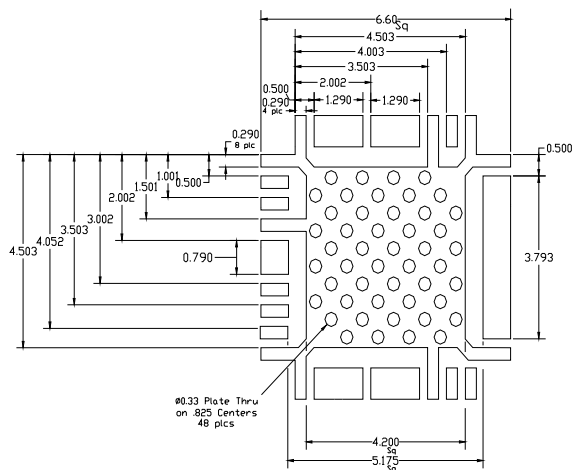 6.60
Sq
4.503
4.003
3.503
2.002
0.500
1.290
1.290
0.290
4 plc
0.290
8 plc
0.500
1.001
0.500
1.501
2.002
3.002
3.503
4.052
4.503
0.790
3.793
Ø0.33 Plate Thru
on .825 Centers
48 plcs
4.200
Sq
5.175
Sq